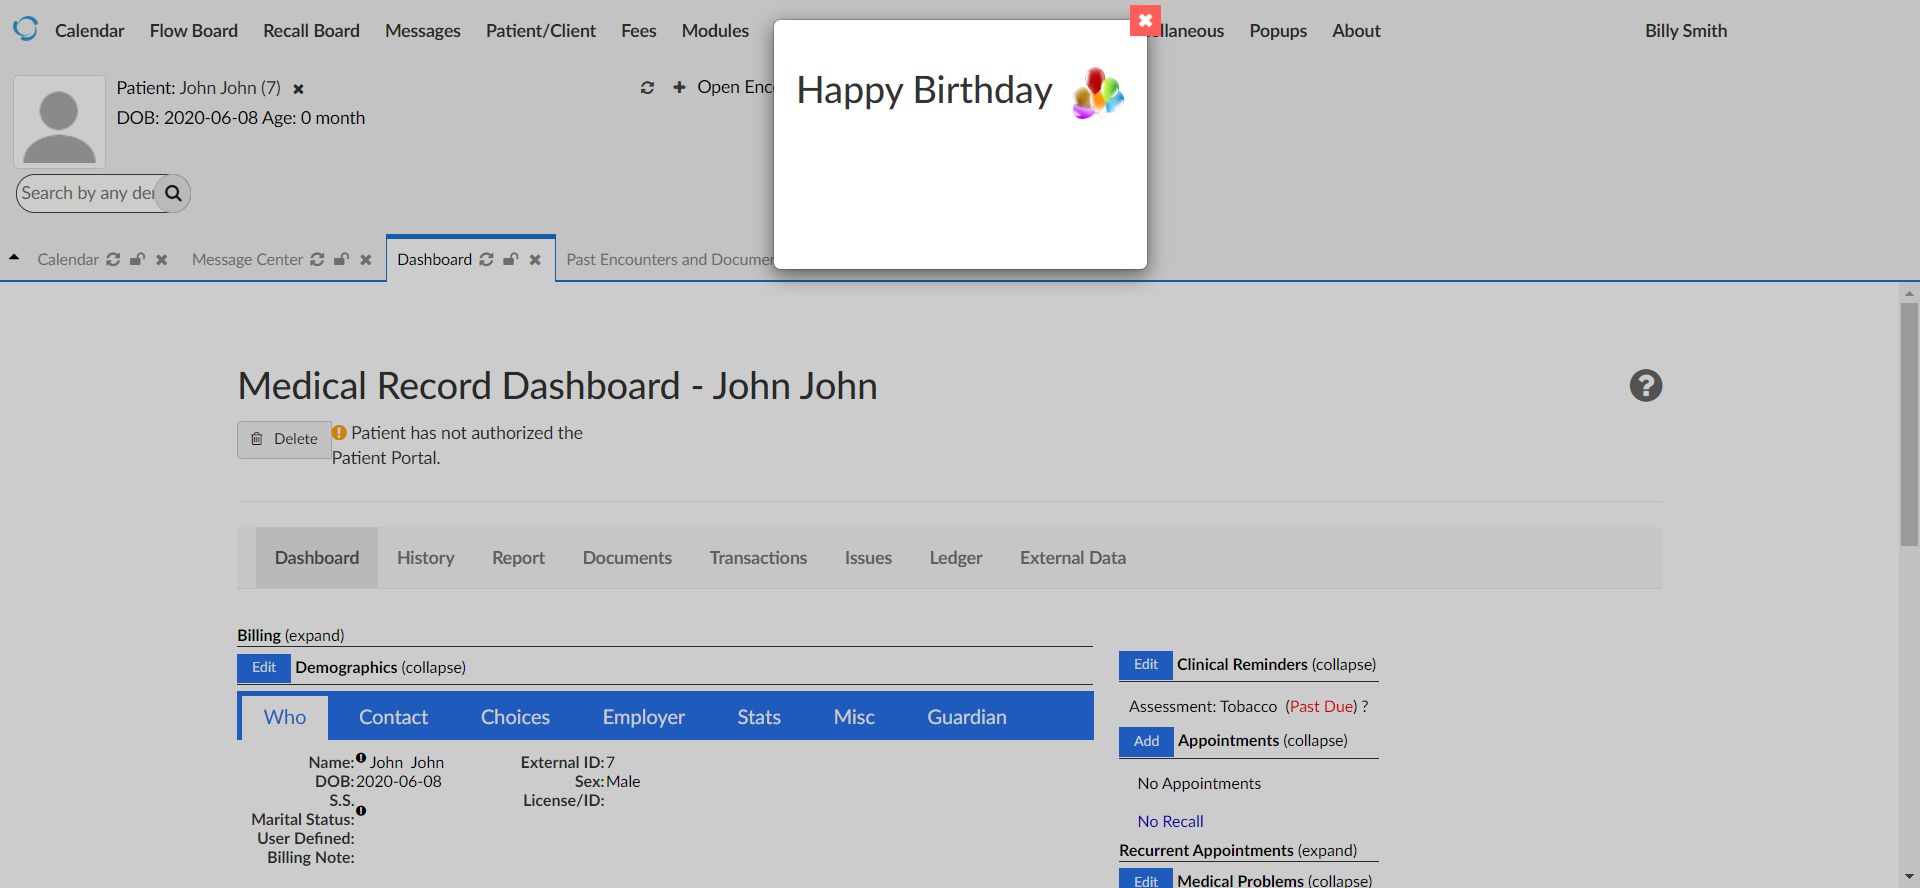 Calendar Flow Board Recall Board Messages Patient/Client Fees Modules
Popups About
Billy Smith
Happy Birthday
Patient: John John (7)
DOB: 2020-06-08 Age: 0 month
Open Enc
Search by any der
Calendar Message Center Dashboard Past Encounters and Documen
Medical Record Dashboard - John John
Delete
Patient has not authorized the
Patient Portal.
Dashboard History Report Documents Transactions Issues Ledger External Data
Billing (expand)
Edit Demographics (collapse)
Who Contact Choices Employer Stats Misc Guardian
Name: John John
DOB: 2020-06-08
S.S.
Marital Status:
User Defined:
Billing Note:
External ID: 7
Sex: Male
License/ID:
Edit Clinical Reminders (collapse)
Assessment: Tobacco (Past Due) ?
Add Appointments (collapse)
No Appointments
No Recall
Recurrent Appointments (expand)
Edit Medical Problems (collapse)